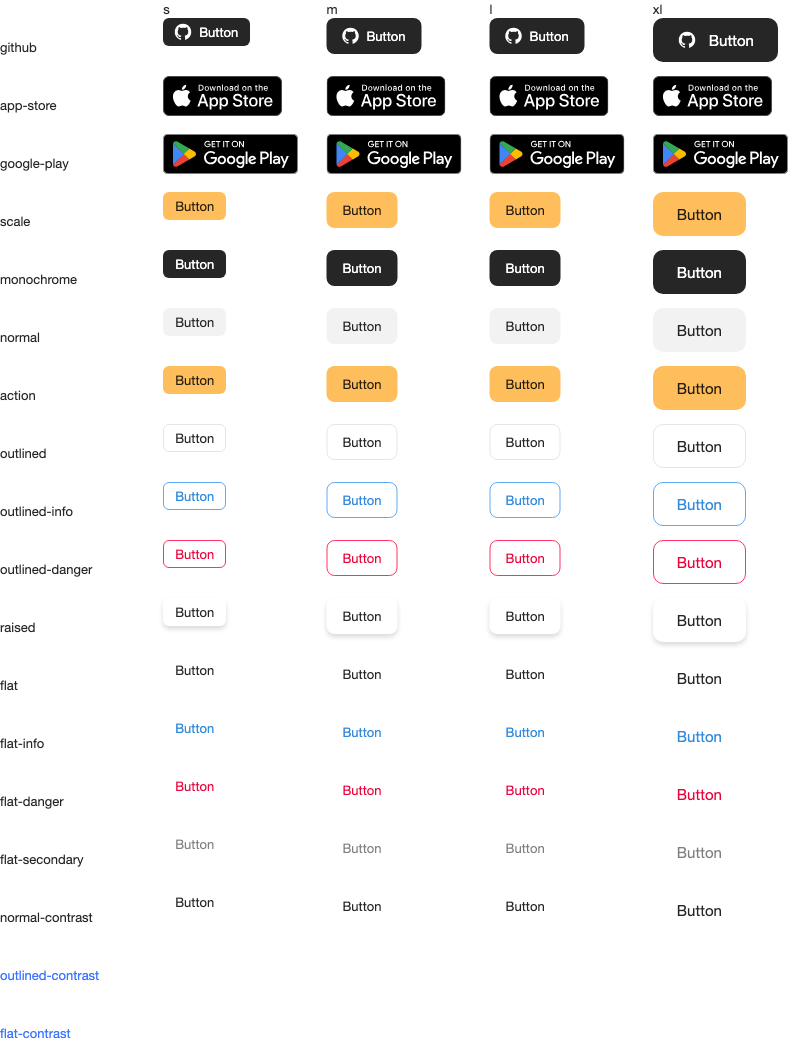 s m l xl
github Button Button Button Button
app-store Download on the App Store Download on the App Store Download on the App Store Download on the App Store
google-play GET IT ON Google Play GET IT ON Google Play GET IT ON Google Play GET IT ON Google Play
scale Button Button Button Button
monochrome Button Button Button Button
normal Button Button Button Button
action Button Button Button Button
outlined Button Button Button Button
outlined-info Button Button Button Button
outlined-danger Button Button Button Button
raised Button Button Button Button
flat Button Button Button Button
flat-info Button Button Button Button
flat-danger Button Button Button Button
flat-secondary Button Button Button Button
normal-contrast Button Button Button Button
outlined-contrast
flat-contrast